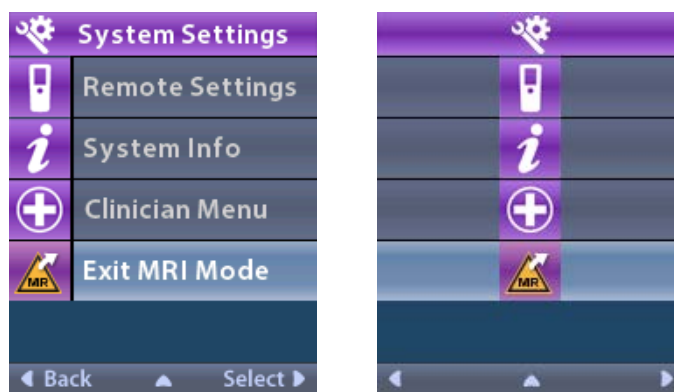 System Settings
Remote Settings
i System Info
Clinician Menu
MR Exit MRI Mode
Back Select
i
MR